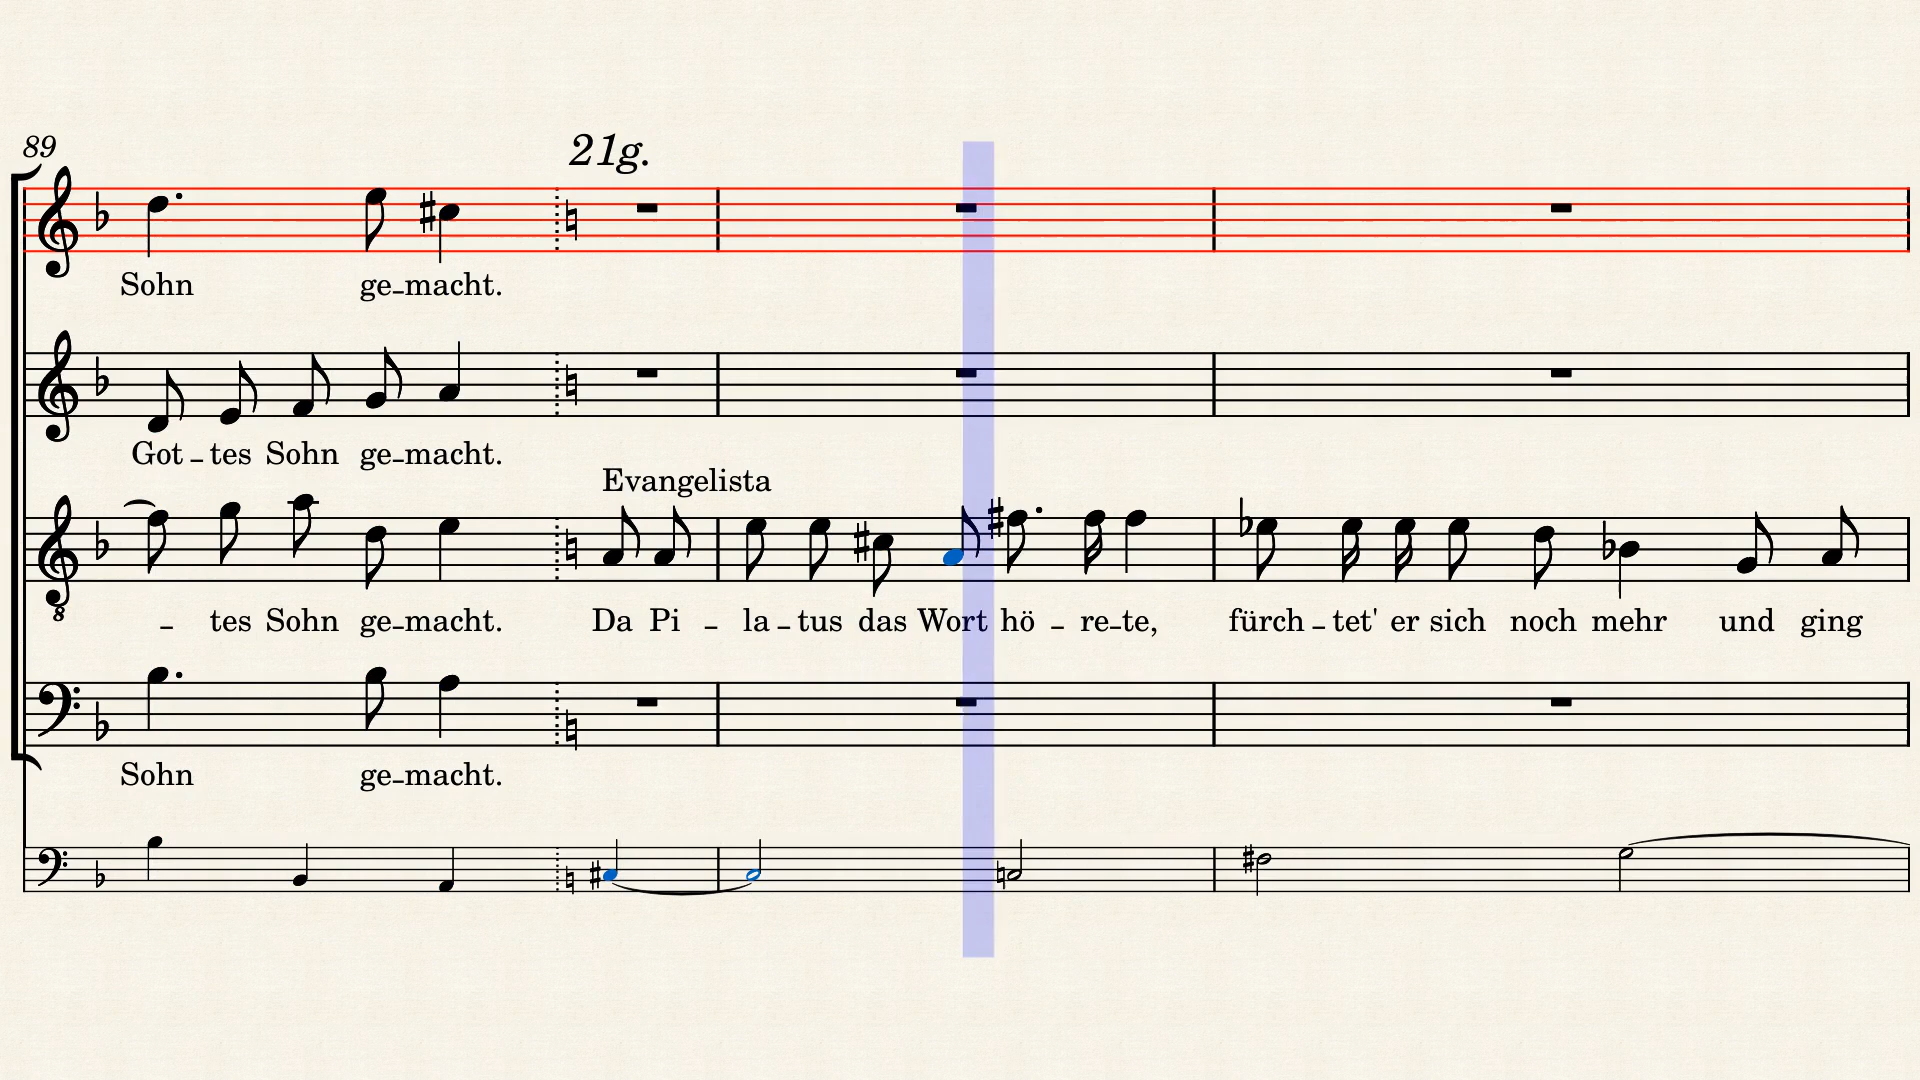 89
21g.
Sohn ge-macht.
Got-tes Sohn ge-macht.
Evangelista
- tes Sohn ge-macht. Da Pi - la-tus das Wort hö - re-te, fürch-tet' er sich noch mehr und ging
8
Sohn ge-macht.